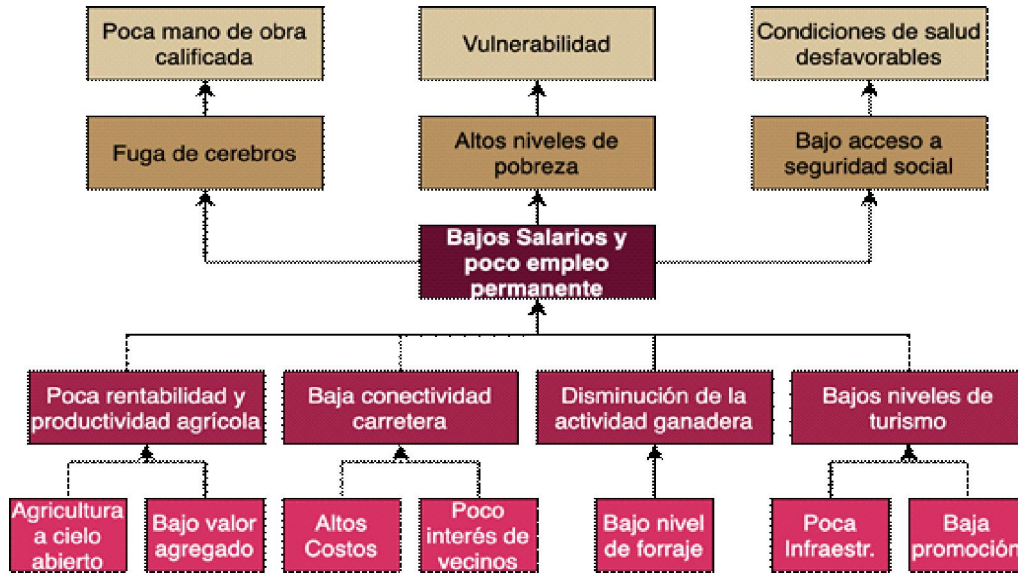 Poca mano de obra
calificada
Vulnerabilidad
Condiciones de salud
desfavorables
Fuga de cerebros
Altos niveles de
pobreza
Bajo acceso a
seguridad social
Bajos Salarios y
poco empleo
permanente
Poca rentabilidad y
productividad agrícola
Baja conectividad
carretera
Disminución de la
actividad ganadera
Bajos niveles de
turismo
Agricultura
a cielo
abierto
Bajo valor
agregado
Altos
Costos
Poco
interés de
vecinos
Bajo nivel
de forraje
Poca
Infraestr.
Baja
promoción